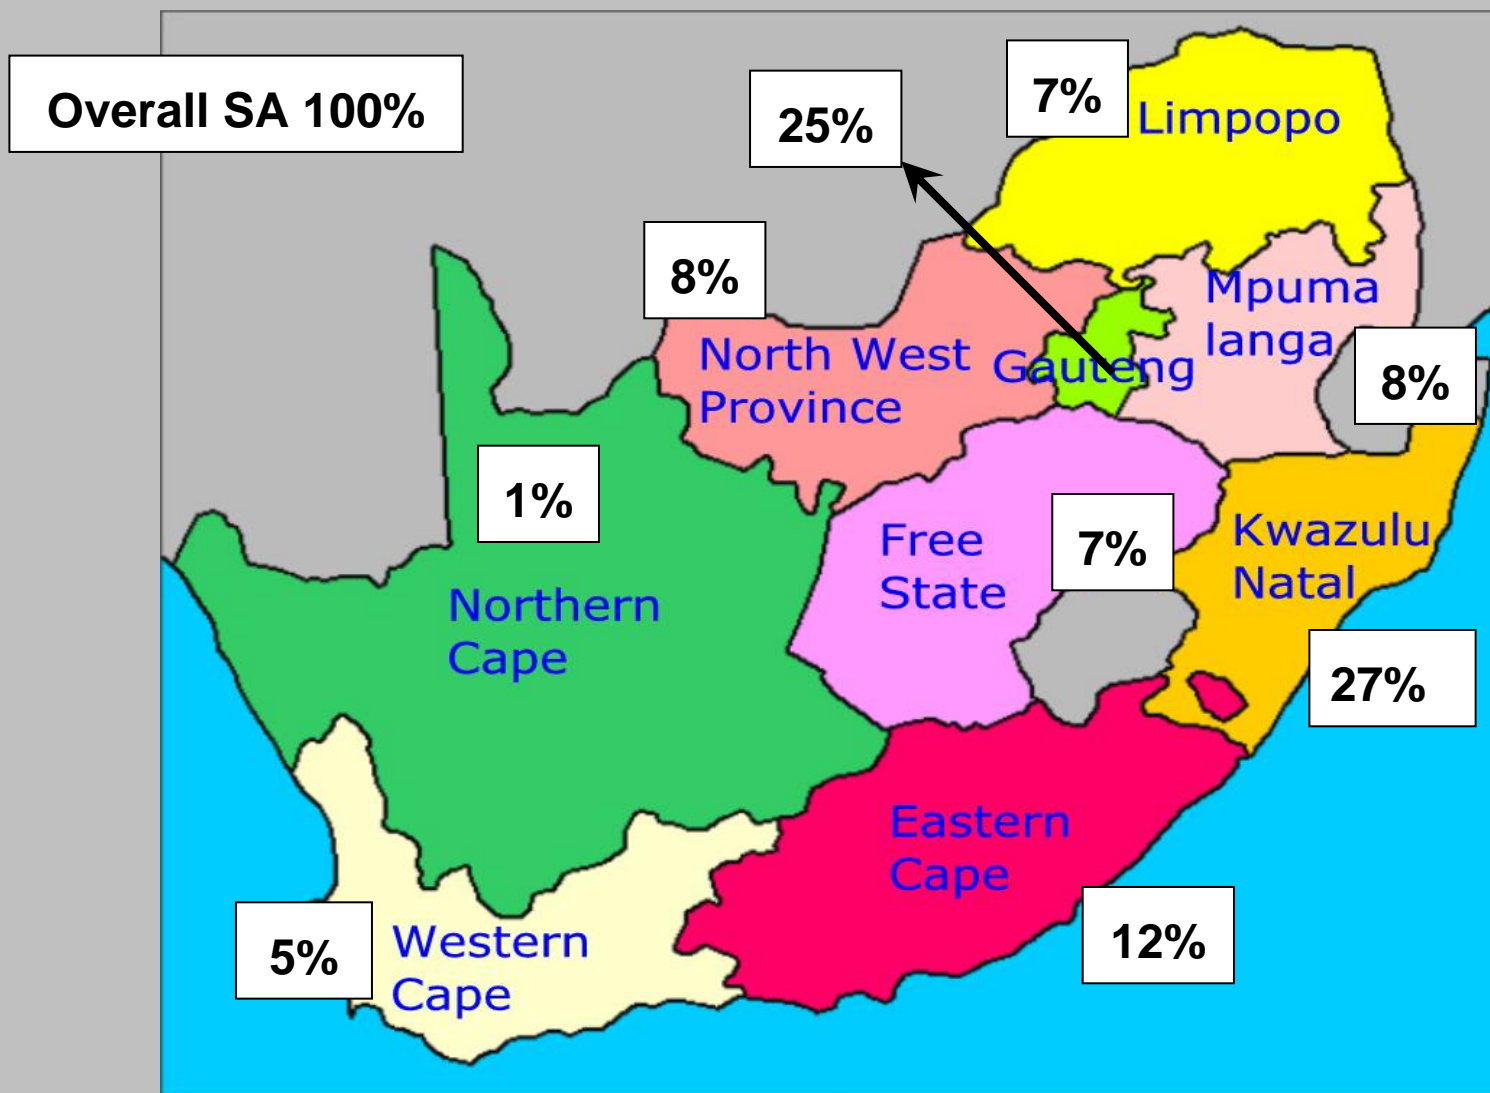 Overall SA 100%
7%
25%
Limpopo
8%
Mpuma
langa
North West
Province
Gauteng
8%
1%
Free
State
7%
Kwazulu
Natal
Northern
Cape
27%
Eastern
Cape
5%
Western
Cape
12%